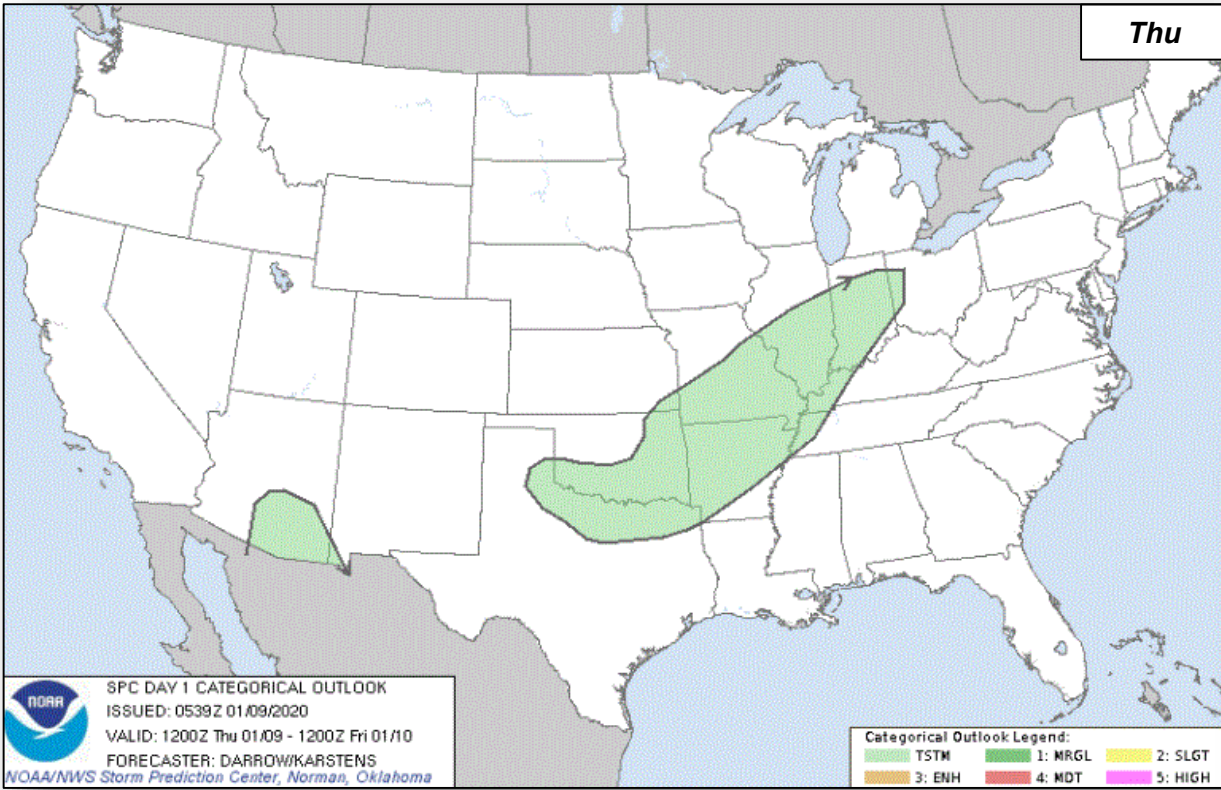 Thu
NOAA
SPC DAY 1 CATEGORICAL OUTLOOK
ISSUED: 0539Z 01/09/2020
VALID: 1200Z Thu 01/09 - 1200Z Fri 01/10
FORECASTER: DARROW/KARSTENS
NOAA/NWS Storm Prediction Center, Norman, Oklahoma
Categorical Outlook Legend:
TSTM 1: MRGL 2: SLGT
3: ENH 4: MDT 5: HIGH